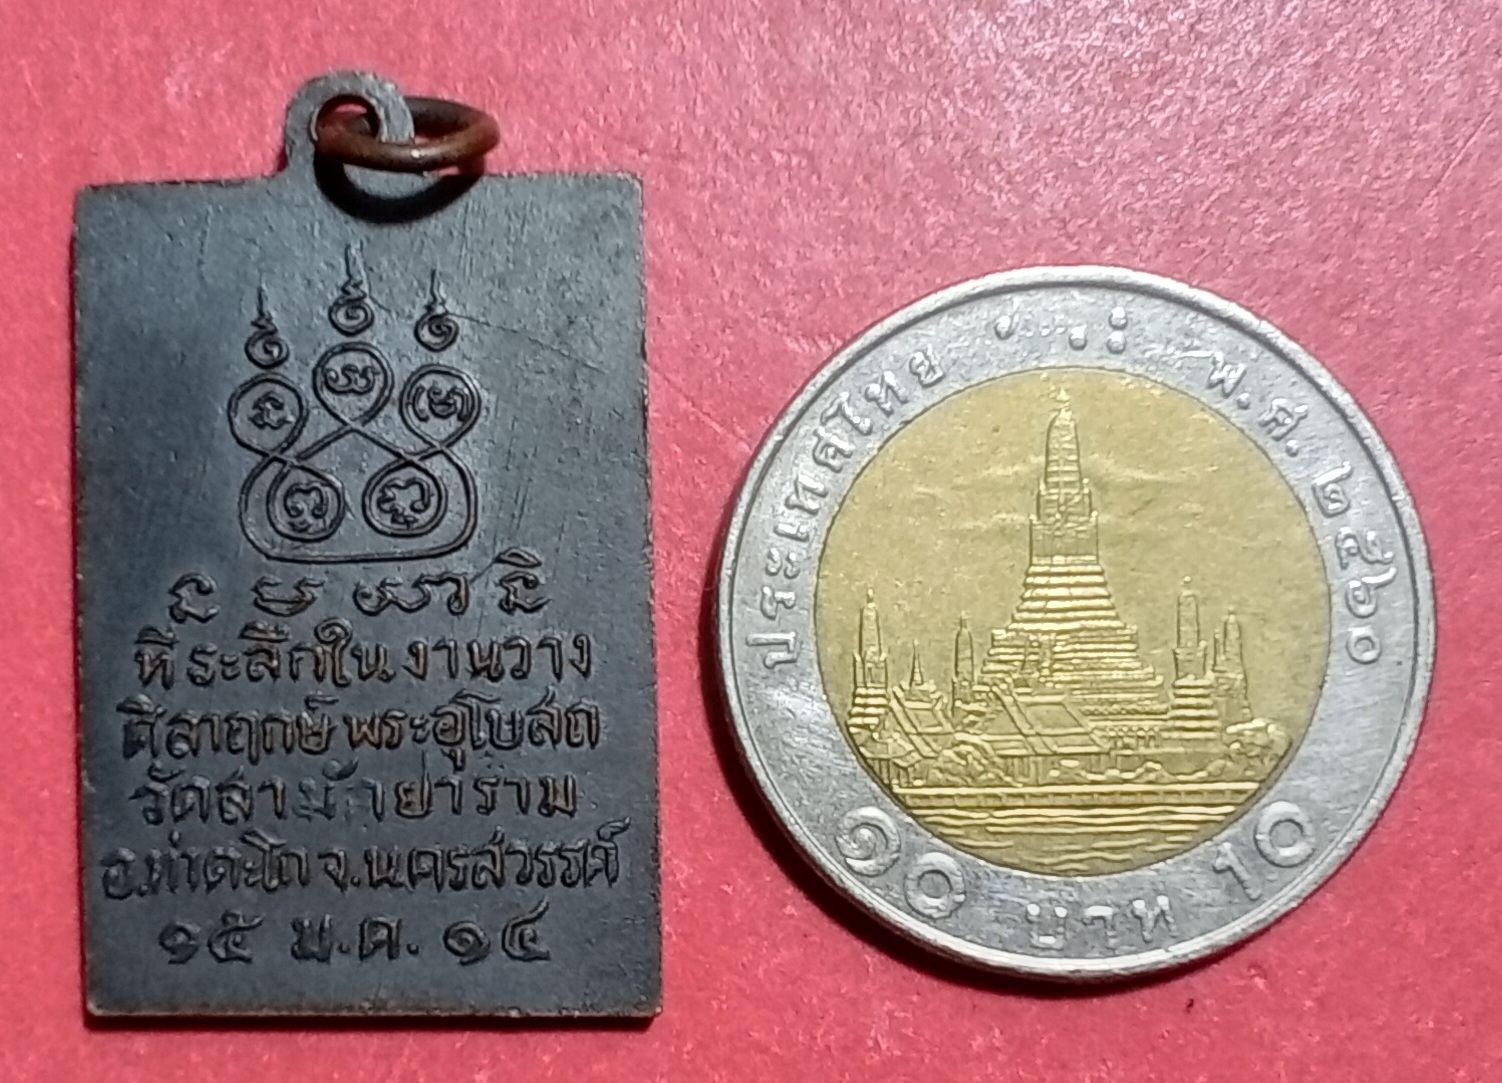 ที่ระลึกในงานวาง
ศิลาฤกษ์พระอุโบสถ
วัดสามัคยาราม
อ.ท่าตะโก จ.นครสวรรค์
๑๕ พ.ค. ๑๔
ประเทศไทย พ.ศ. ๒๕๖๐
๑๐ บาท 10